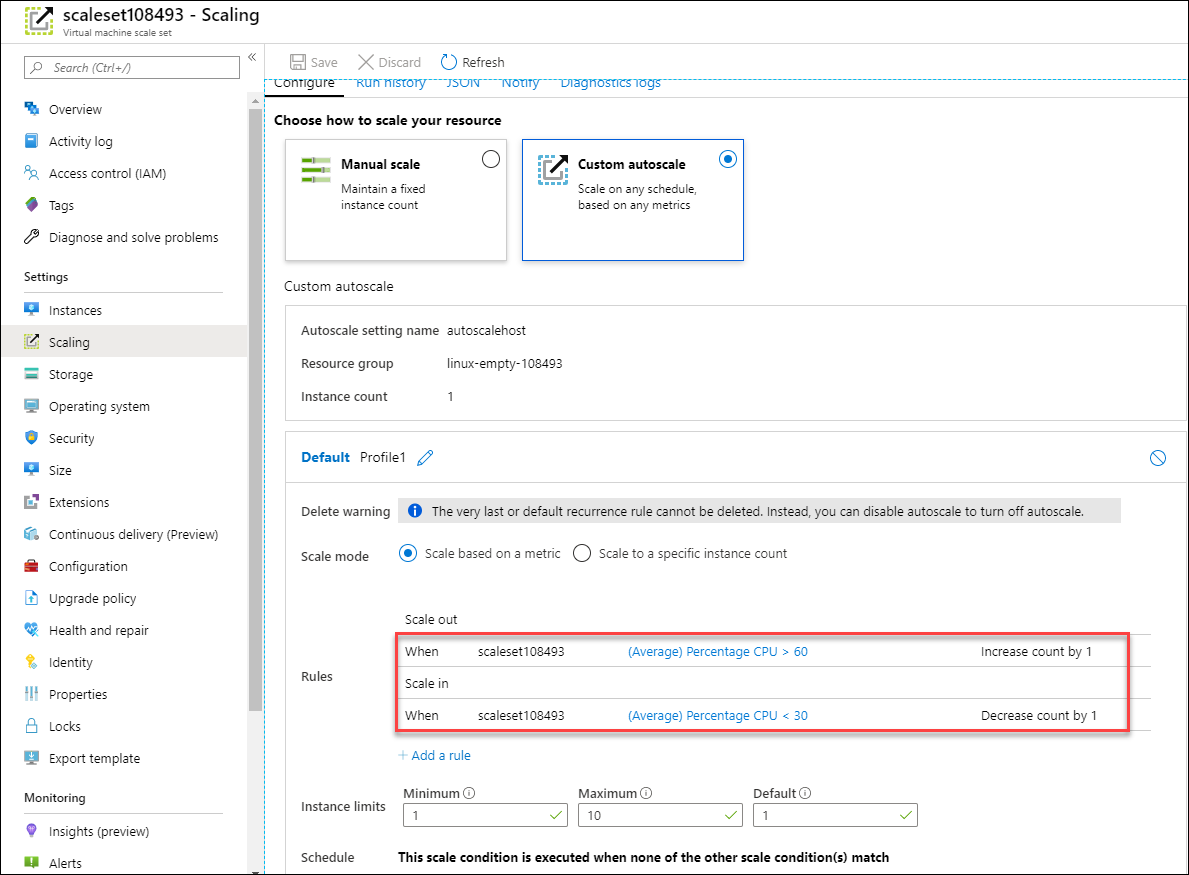 scaleset108493 - Scaling
Virtual machine scale set
Search (Ctrl+/)
«
Overview
Activity log
Access control (IAM)
Tags
Diagnose and solve problems
Settings
Instances
Scaling
Storage
Operating system
Security
Size
Extensions
Continuous delivery (Preview)
Configuration
Upgrade policy
Health and repair
Identity
Properties
Locks
Export template
Monitoring
Insights (preview)
Alerts
Save Discard Refresh
Configure Run history JSON Notify Diagnostics logs
Choose how to scale your resource
Manual scale
Maintain a fixed
instance count
Custom autoscale
Scale on any schedule,
based on any metrics
Custom autoscale
Autoscale setting name autoscalehost
Resource group linux-empty-108493
Instance count 1
Default Profile1
Delete warning The very last or default recurrence rule cannot be deleted. Instead, you can disable autoscale to turn off autoscale.
Scale mode Scale based on a metric Scale to a specific instance count
Rules
Scale out
When scaleset108493 (Average) Percentage CPU > 60 Increase count by 1
Scale in
When scaleset108493 (Average) Percentage CPU < 30 Decrease count by 1
+ Add a rule
Instance limits
Minimum Maximum Default
1 10 1
Schedule This scale condition is executed when none of the other scale condition(s) match